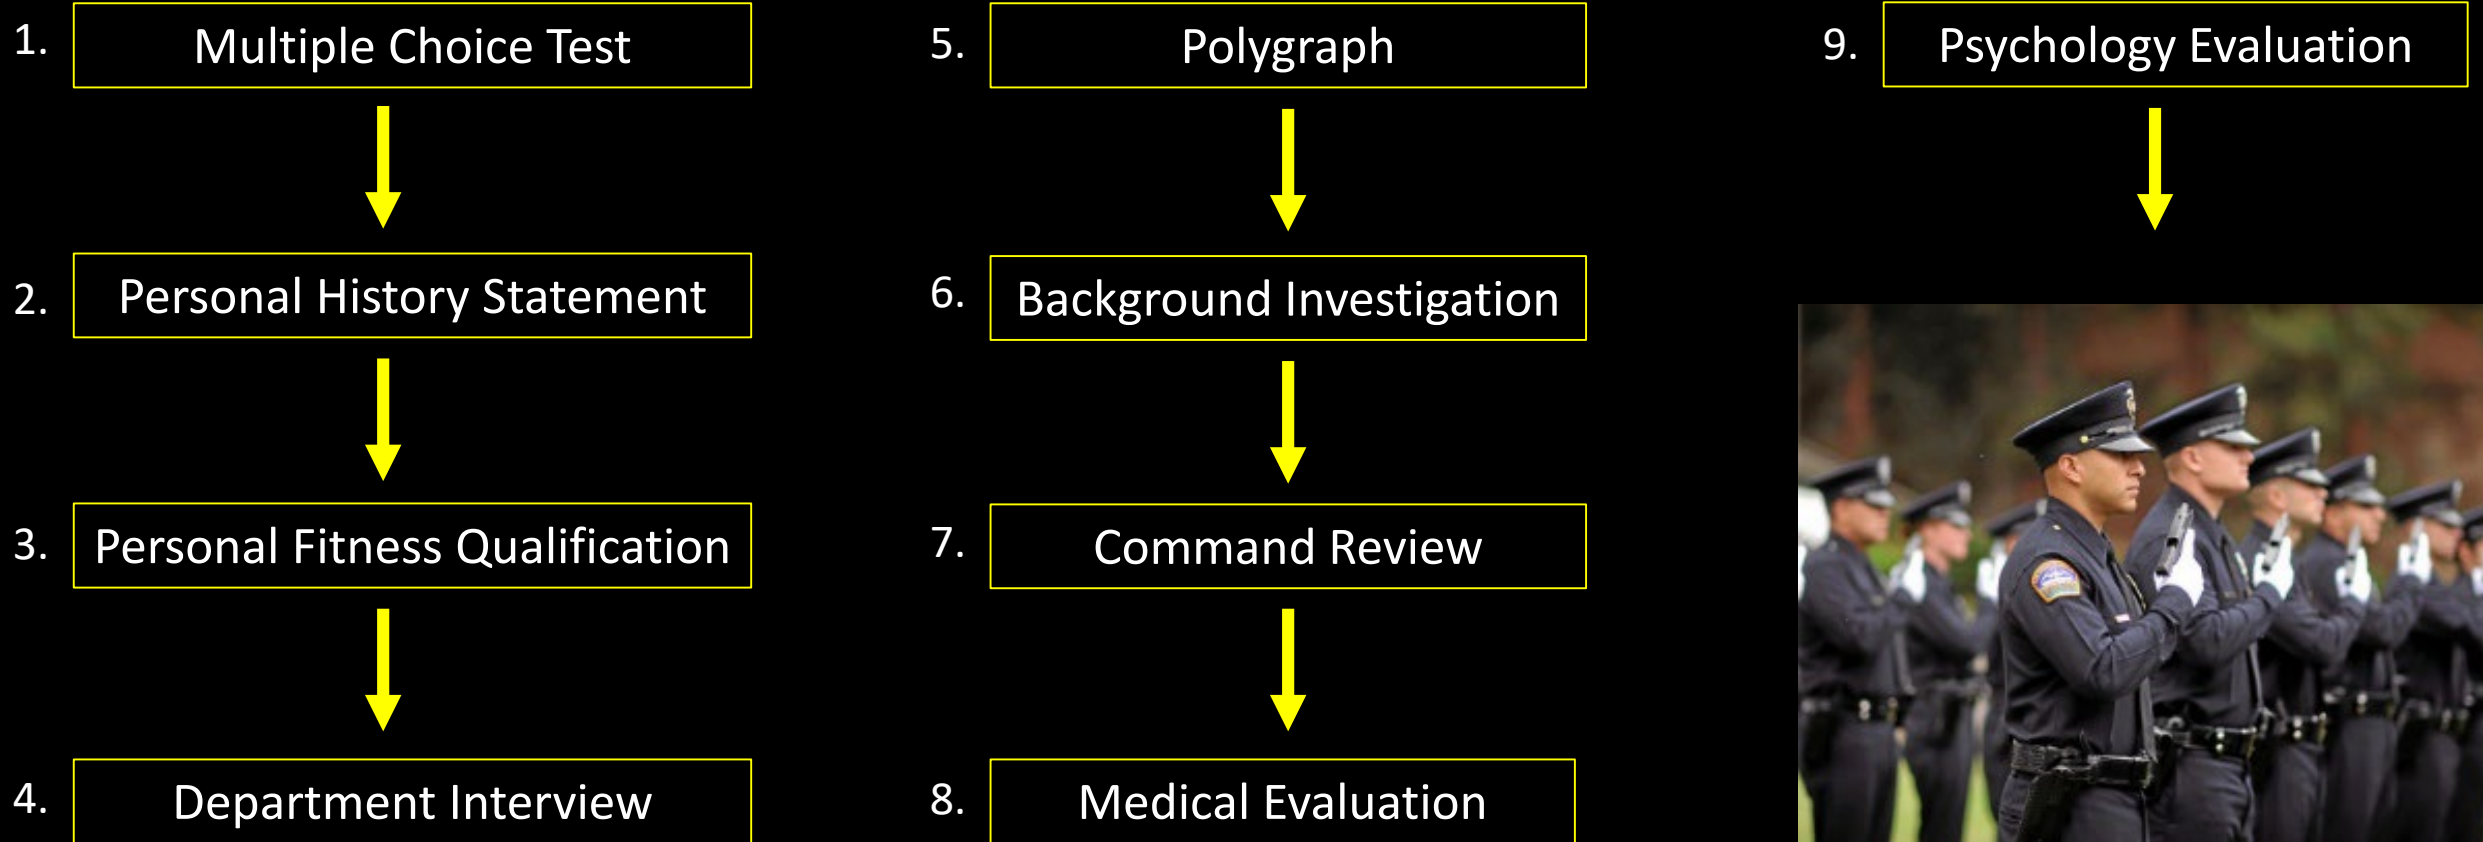 1. Multiple Choice Test
2. Personal History Statement
3. Personal Fitness Qualification
4. Department Interview
5. Polygraph
6. Background Investigation
7. Command Review
8. Medical Evaluation
9. Psychology Evaluation